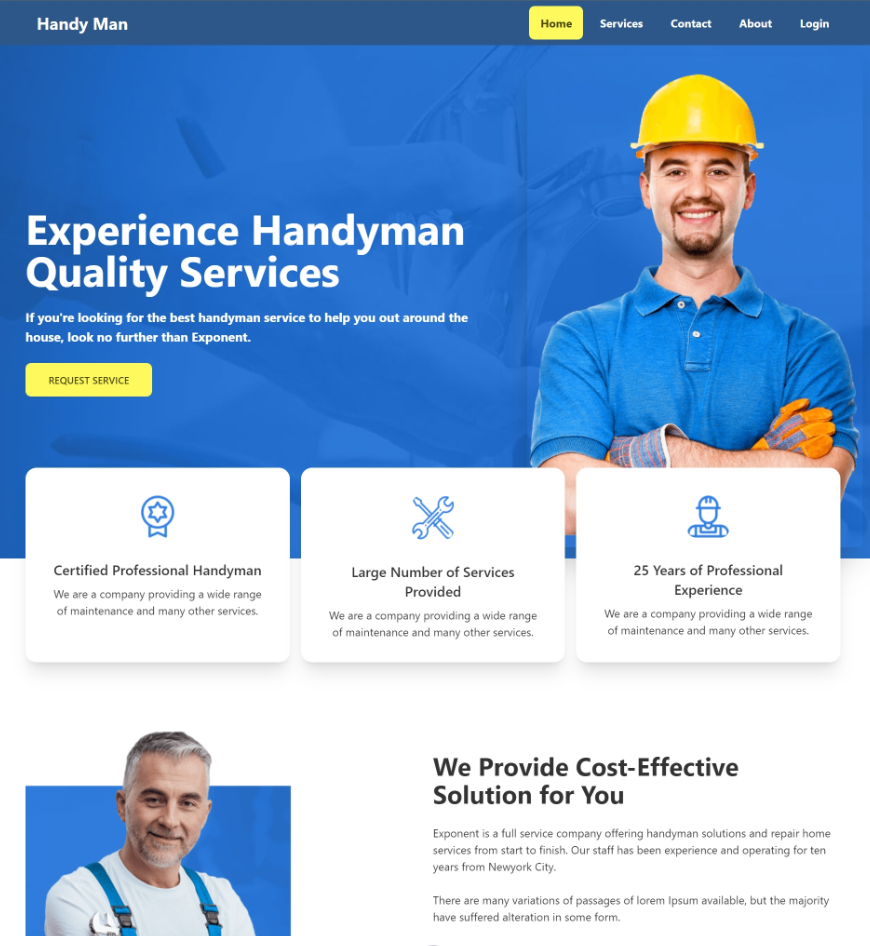 Handy Man
Home Services Contact About Login
Experience Handyman
Quality Services
If you're looking for the best handyman service to help you out around the
house, look no further than Exponent.
REQUEST SERVICE
Certified Professional Handyman
We are a company providing a wide range
of maintenance and many other services.
Large Number of Services
Provided
We are a company providing a wide range
of maintenance and many other services.
25 Years of Professional
Experience
We are a company providing a wide range
of maintenance and many other services.
We Provide Cost-Effective
Solution for You
Exponent is a full service company offering handyman solutions and repair home
services from start to finish. Our staff has been experience and operating for ten
years from Newyork City.
There are many variations of passages of lorem Ipsum available, but the majority
have suffered alteration in some form.